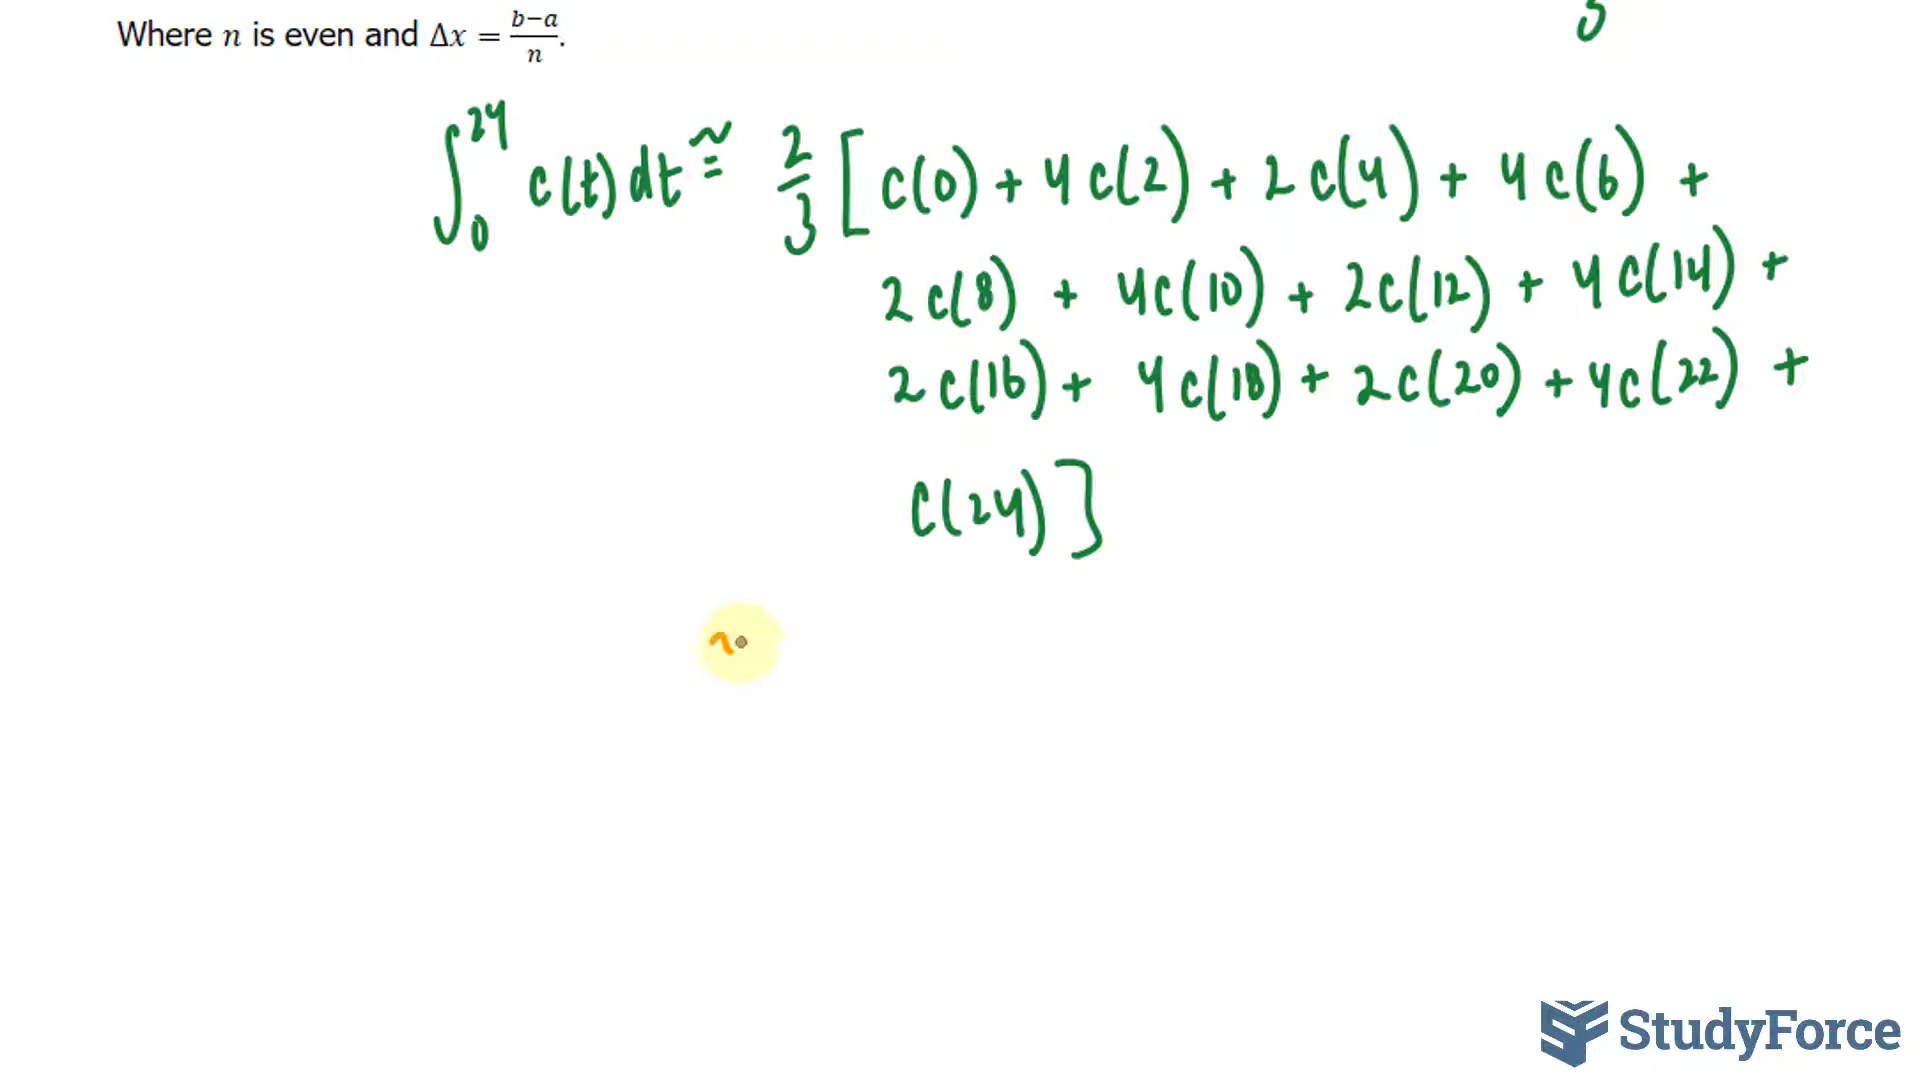 Where n is even and Δx = (b−a)/n.
∫₀²⁴ c(t) dt ≅ 2/3 [c(0) + 4c(2) + 2c(4) + 4c(6) +
2c(8) + 4c(10) + 2c(12) + 4c(14) +
2c(16) + 4c(18) + 2c(20) + 4c(22) +
c(24)]
StudyForce